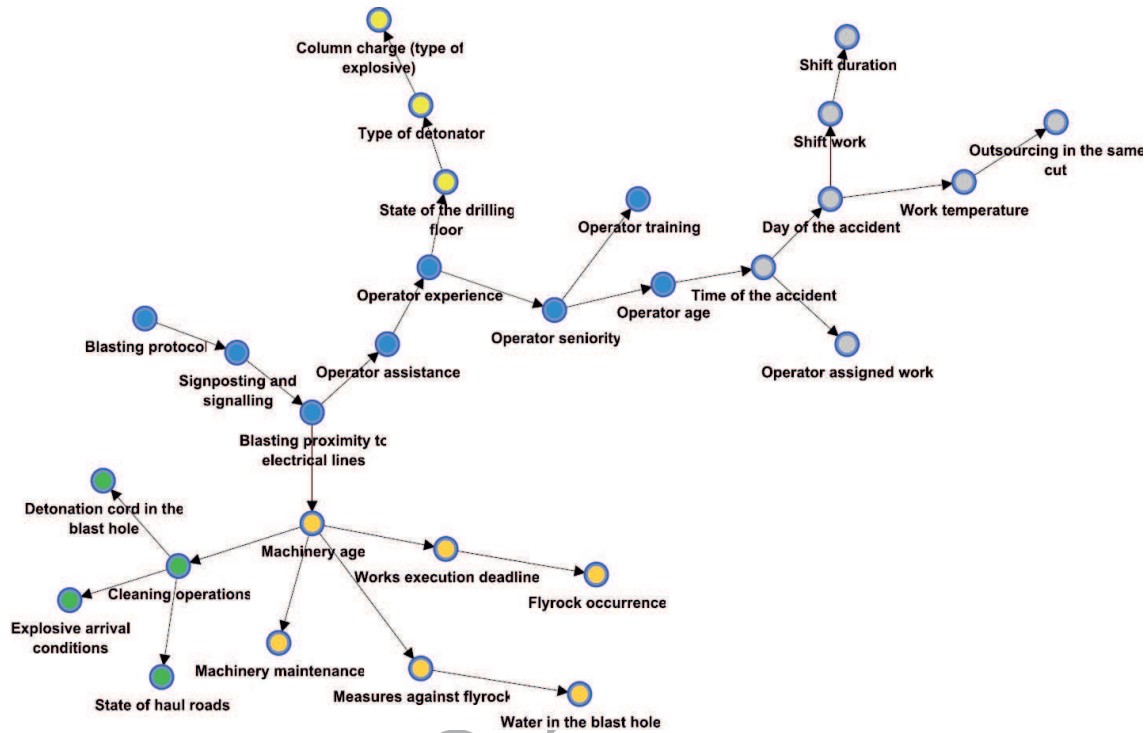 Column charge (type of
explosive)
Shift duration
Type of detonator
Shift work
Outsourcing in the same
cut
State of the drilling
floor
Operator training
Day of the accident
Work temperature
Operator experience
Operator age
Time of the accident
Blasting protocol
Operator seniority
Signposting and
signalling
Operator assistance
Operator assigned work
Blasting proximity to
electrical lines
Detonation cord in the
blast hole
Machinery age
Works execution deadline
Cleaning operations
Flyrock occurrence
Explosive arrival
conditions
Machinery maintenance
Measures against flyrock
State of haul roads
Water in the blast hole